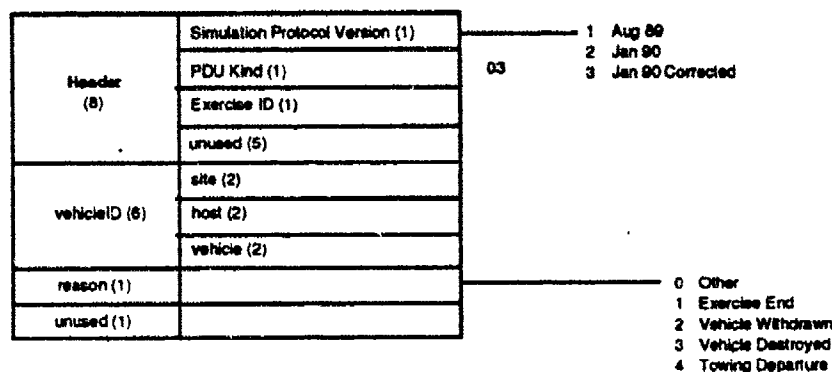 Simulation Protocol Version (1)
1 Aug 89
2 Jan 90
3 Jan 90 Corrected
Header
(8)
PDU Kind (1)
03
Exercise ID (1)
unused (5)
vehicleID (6)
site (2)
host (2)
vehicle (2)
reason (1)
0 Other
1 Exercise End
2 Vehicle Withdrawn
3 Vehicle Destroyed
4 Towing Departure
unused (1)